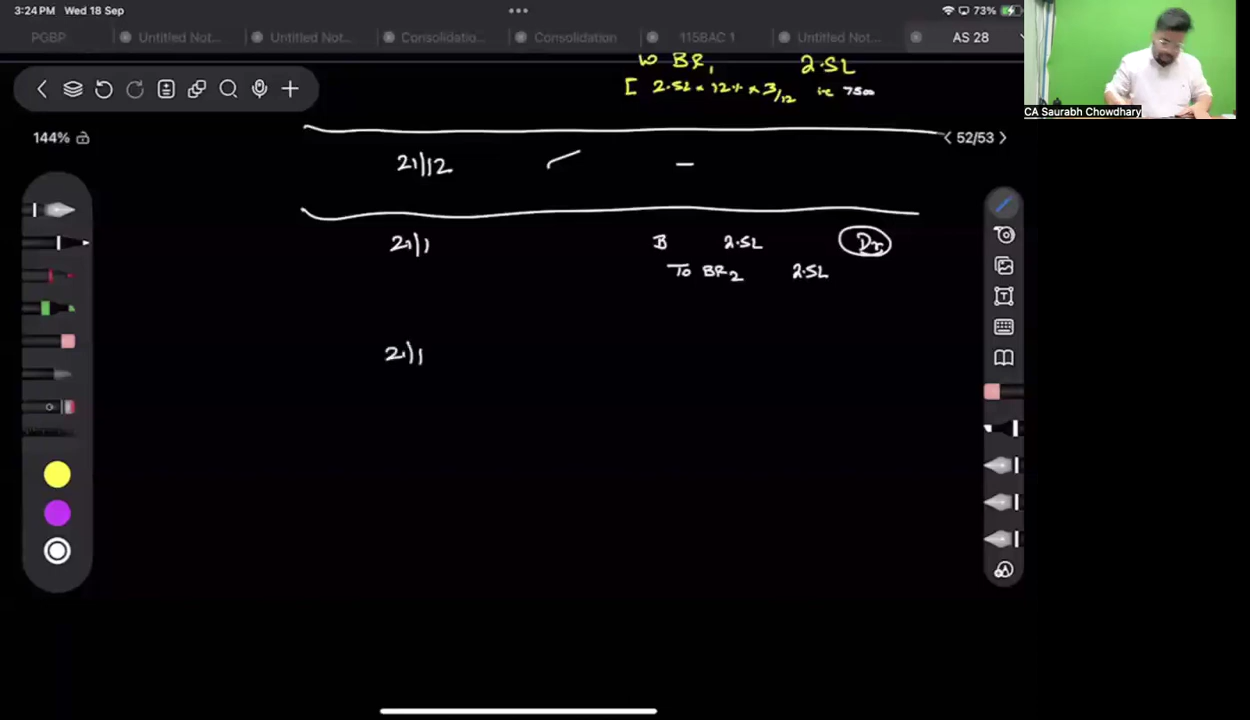 3:24 PM Wed 18 Sep
73%
PGBP
Untitled Not...
Untitled Not...
Consolidatio...
Consolidation
115BAC 1
Untitled Not...
AS 28
to BR1 2.5L
[ 2.5L x 12% x 3/12 ie 7500
CA Saurabh Chowdhary
144%
52/53
21/12 —
21/1 B 2.5L Dr.
To BR2 2.5L
21/1